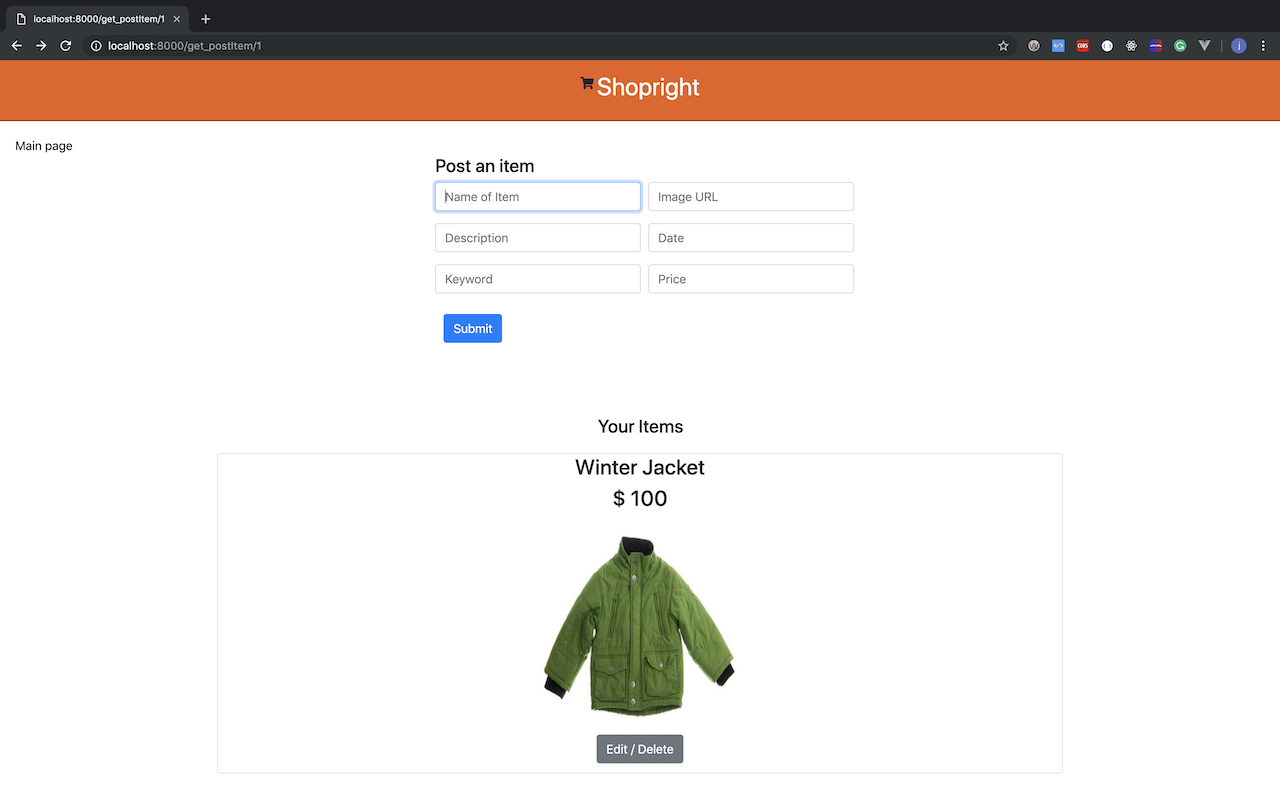 localhost:8000/get_postItem/1
localhost:8000/get_postItem/1
CORS
j
Shopright
Main page
Post an item
Name of Item Image URL
Description Date
Keyword Price
Submit
Your Items
Winter Jacket
$ 100
Edit / Delete